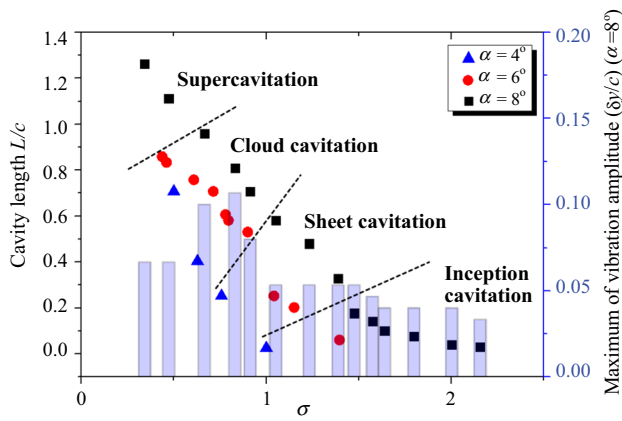 1.4
1.2
1.0
0.8
0.6
0.4
0.2
0.0
Cavity length L/c
0
1
2
σ
0.20
0.15
0.10
0.05
0.00
Maximum of vibration amplitude (δy/c) (α=8°)
α = 4°
α = 6°
α = 8°
Supercavitation
Cloud cavitation
Sheet cavitation
Inception
cavitation